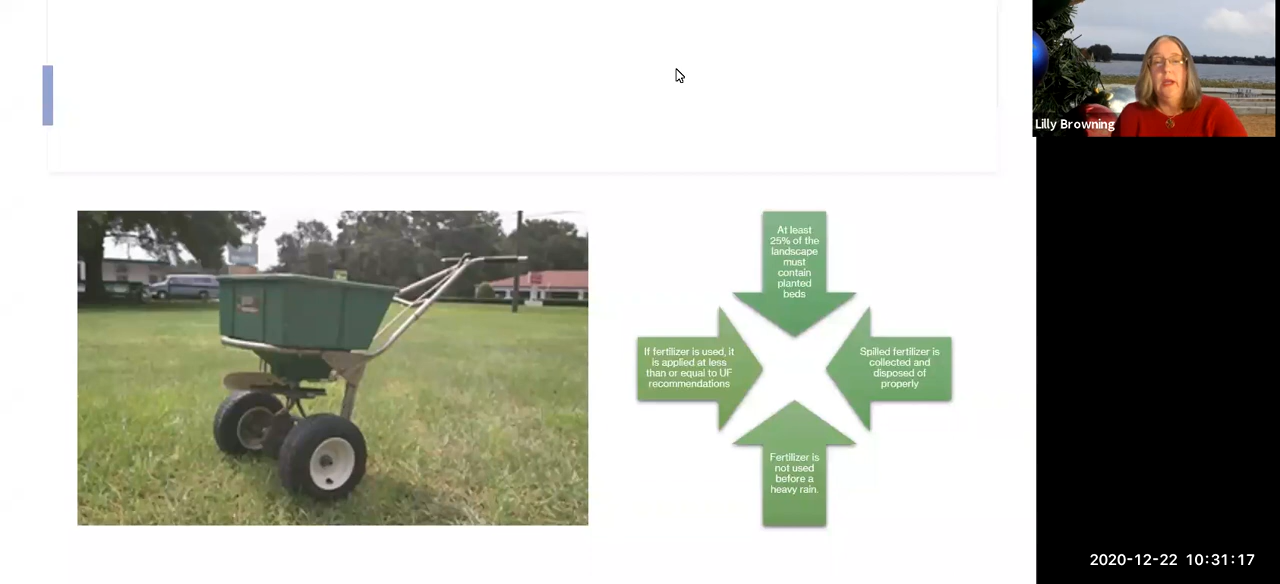 Lilly Browning
At least
25% of the
landscape
must
contain
planted
beds
If fertilizer is used, it
is applied at less
than or equal to UF
recommendations
Spilled fertilizer is
collected and
disposed of
properly
Fertilizer is
not used
before a
heavy rain.
2020-12-22 10:31:17